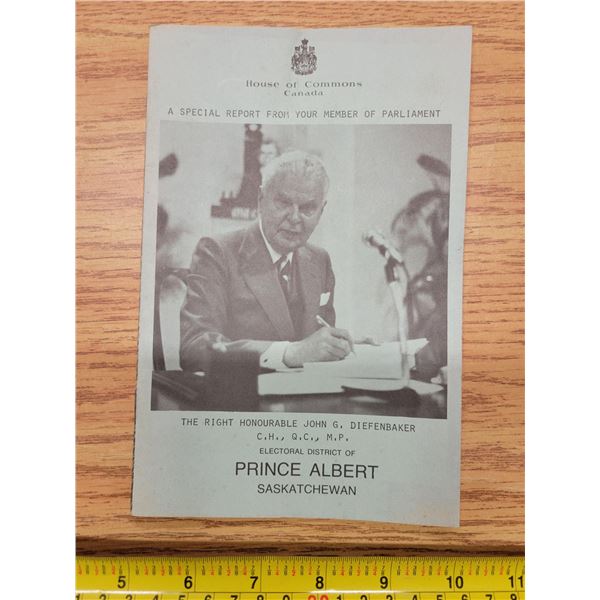 House of Commons
Canada
A SPECIAL REPORT FROM YOUR MEMBER OF PARLIAMENT
THE RIGHT HONOURABLE JOHN G. DIEFENBAKER
C.H., Q.C., M.P.
ELECTORAL DISTRICT OF
PRINCE ALBERT
SASKATCHEWAN
5 6 7 8 9 10 11